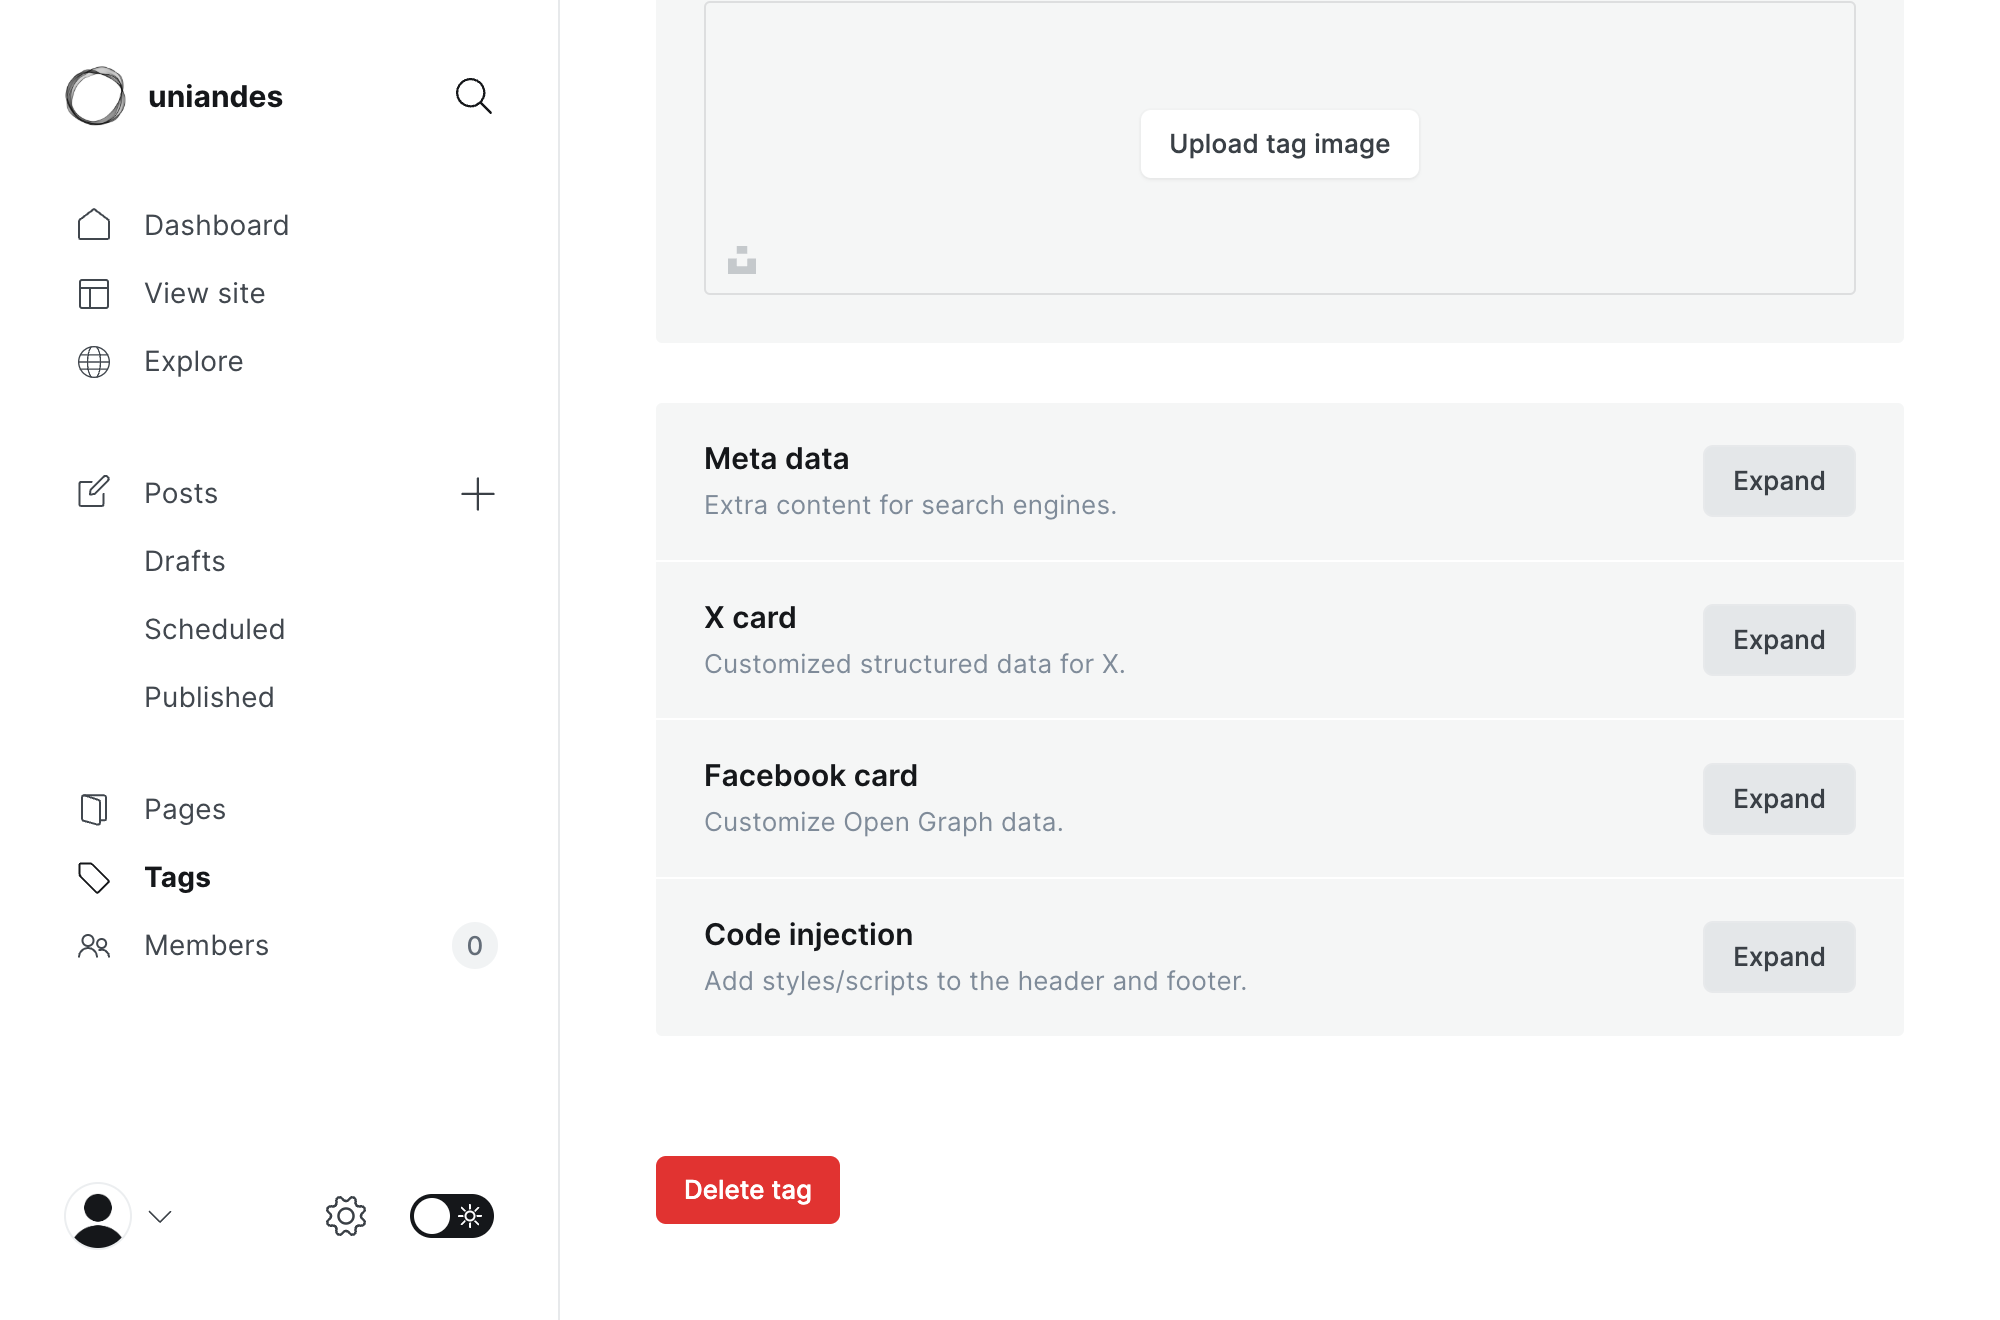 uniandes
Dashboard
View site
Explore
Posts
Drafts
Scheduled
Published
Pages
Tags
Members
0
Upload tag image
Meta data
Extra content for search engines.
Expand
X card
Customized structured data for X.
Expand
Facebook card
Customize Open Graph data.
Expand
Code injection
Add styles/scripts to the header and footer.
Expand
Delete tag